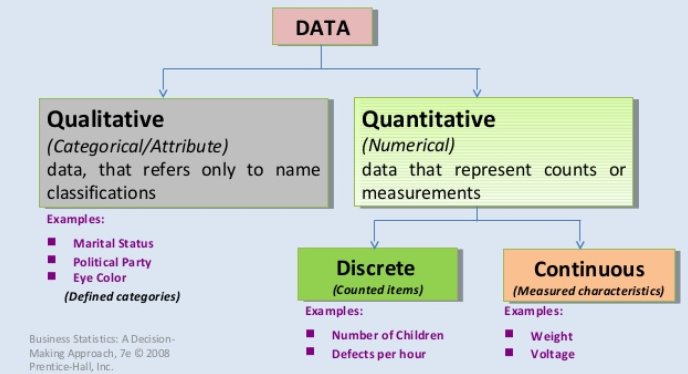 DATA
Qualitative
(Categorical/Attribute)
data, that refers only to name
classifications
Examples:
Marital Status
Political Party
Eye Color
(Defined categories)
Quantitative
(Numerical)
data that represent counts or
measurements
Discrete
(Counted items)
Examples:
Number of Children
Defects per hour
Continuous
(Measured characteristics)
Examples:
Weight
Voltage
Business Statistics: A Decision-
Making Approach, 7e © 2008
Prentice-Hall, Inc.